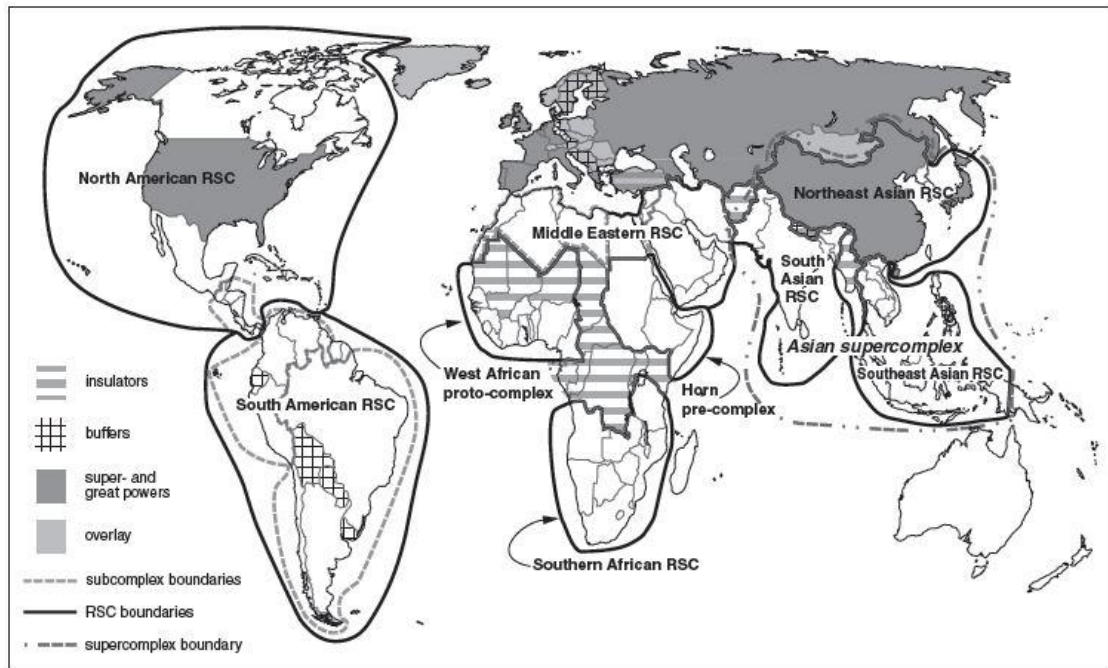 North American RSC
Northeast Asian RSC
Middle Eastern RSC
South
Asian
RSC
Asian supercomplex
Southeast Asian RSC
West African
proto-complex
Horn
pre-complex
South American RSC
Southern African RSC
insulators
buffers
super- and
great powers
overlay
subcomplex boundaries
RSC boundaries
supercomplex boundary